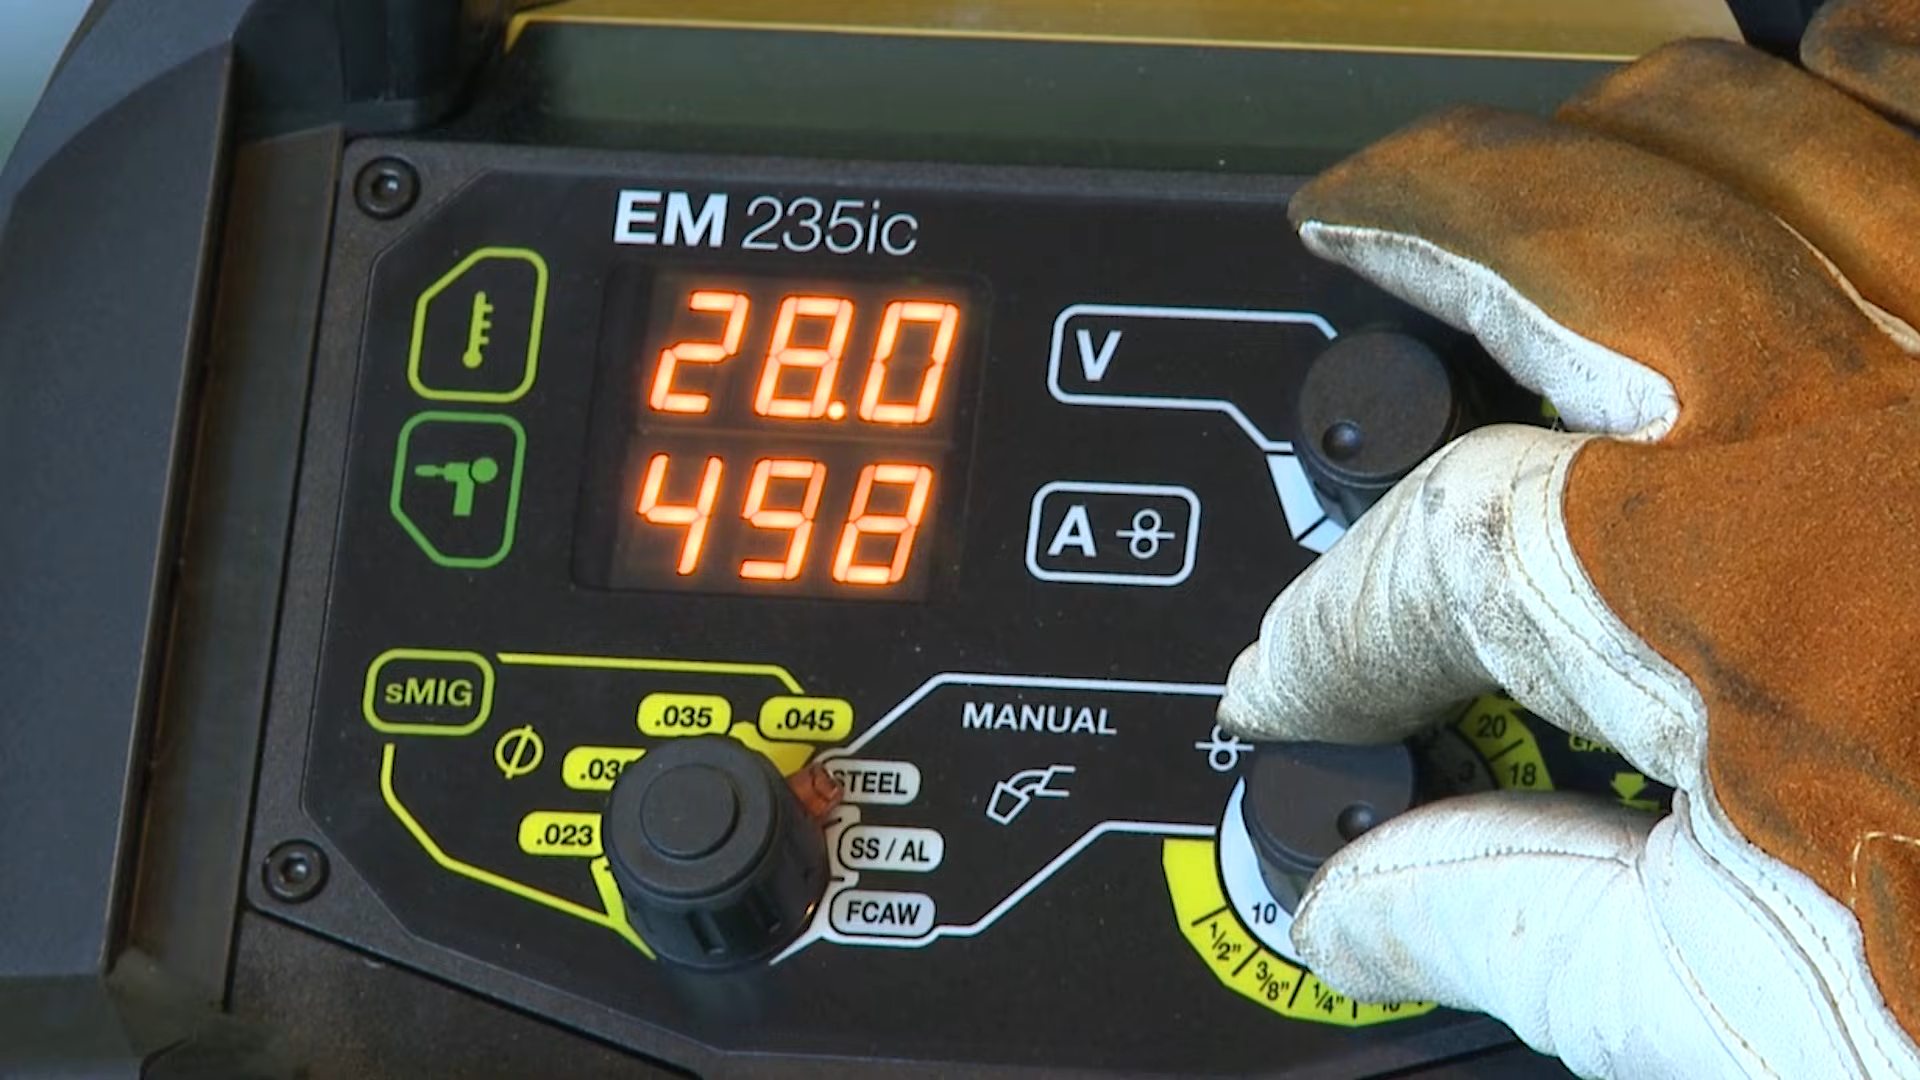 EM 235ic
28.0
V
498
A
sMIG
.035
.045
MANUAL
20
18
STEEL
.023
SS / AL
FCAW
10
1/2"
3/8"
1/4"